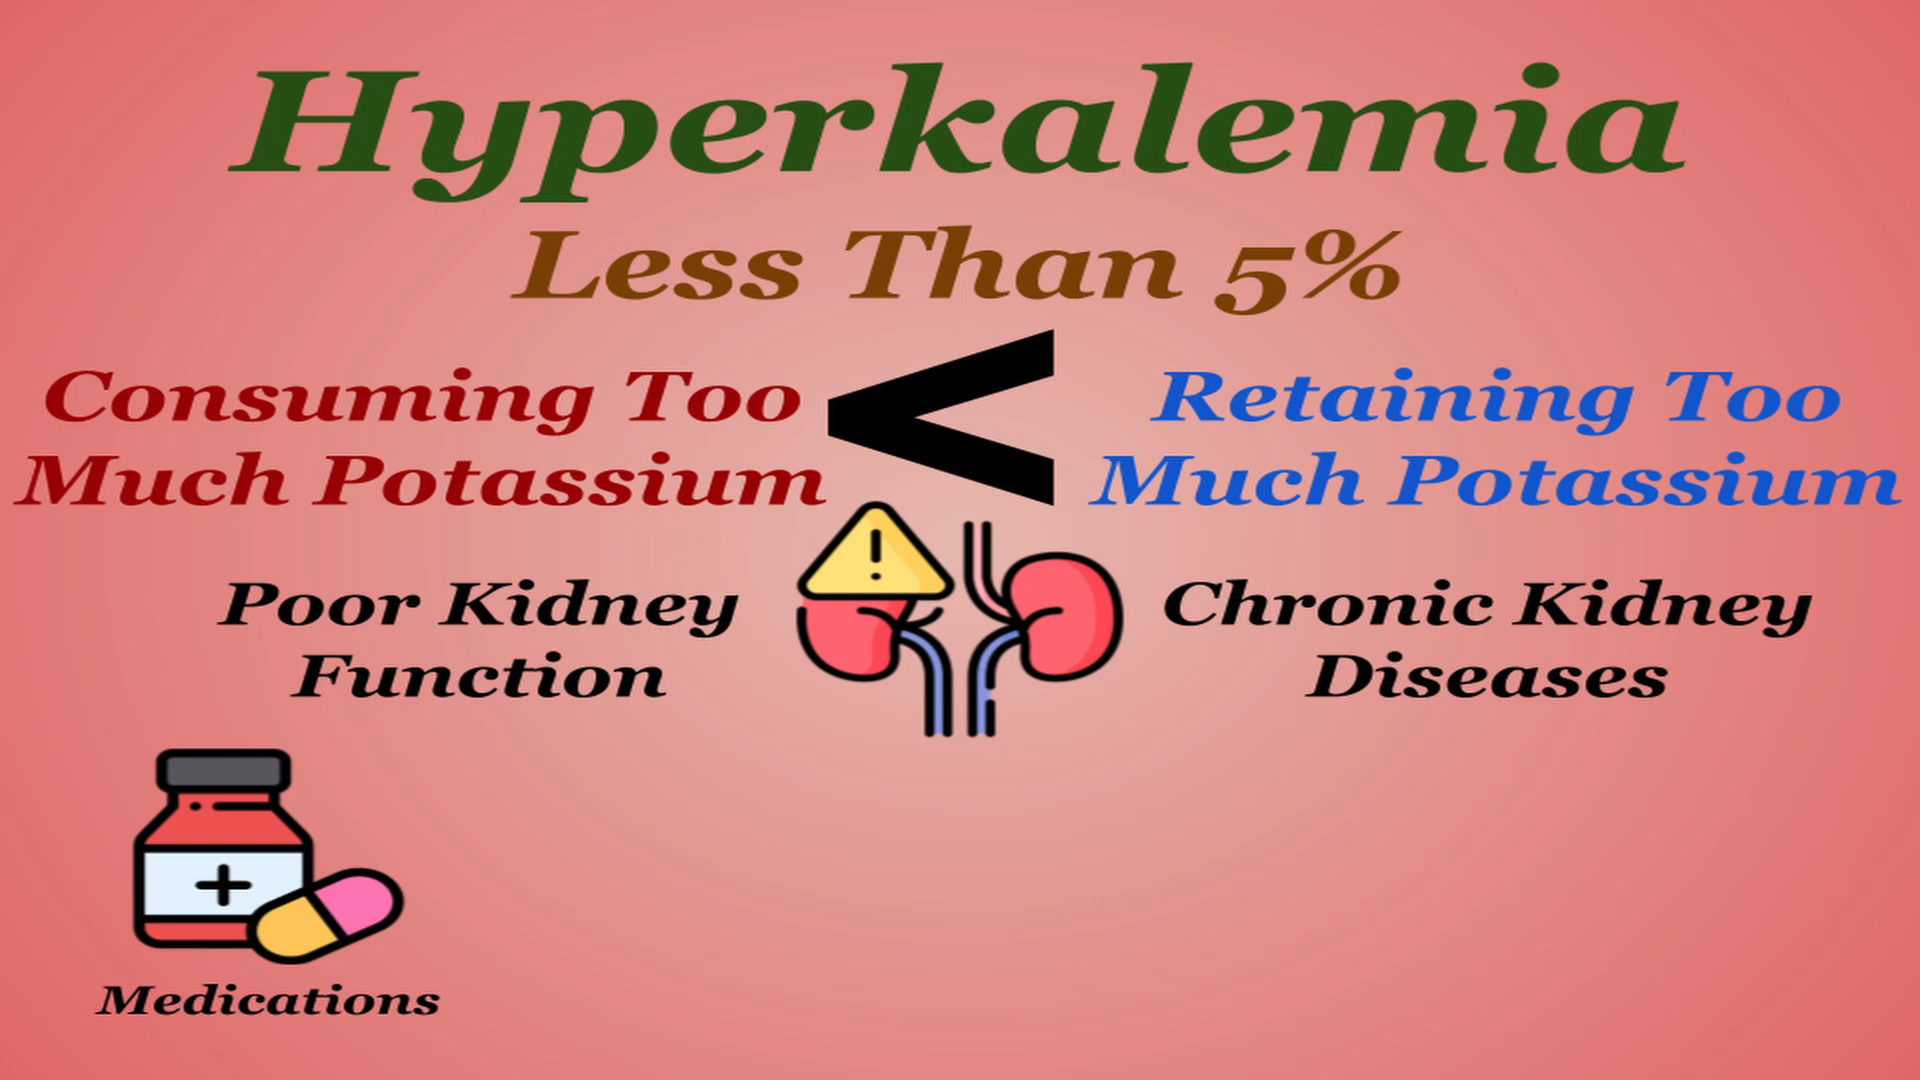 Hyperkalemia
Less Than 5%
Consuming Too
Much Potassium
<
Retaining Too
Much Potassium
Poor Kidney
Function
Chronic Kidney
Diseases
Medications